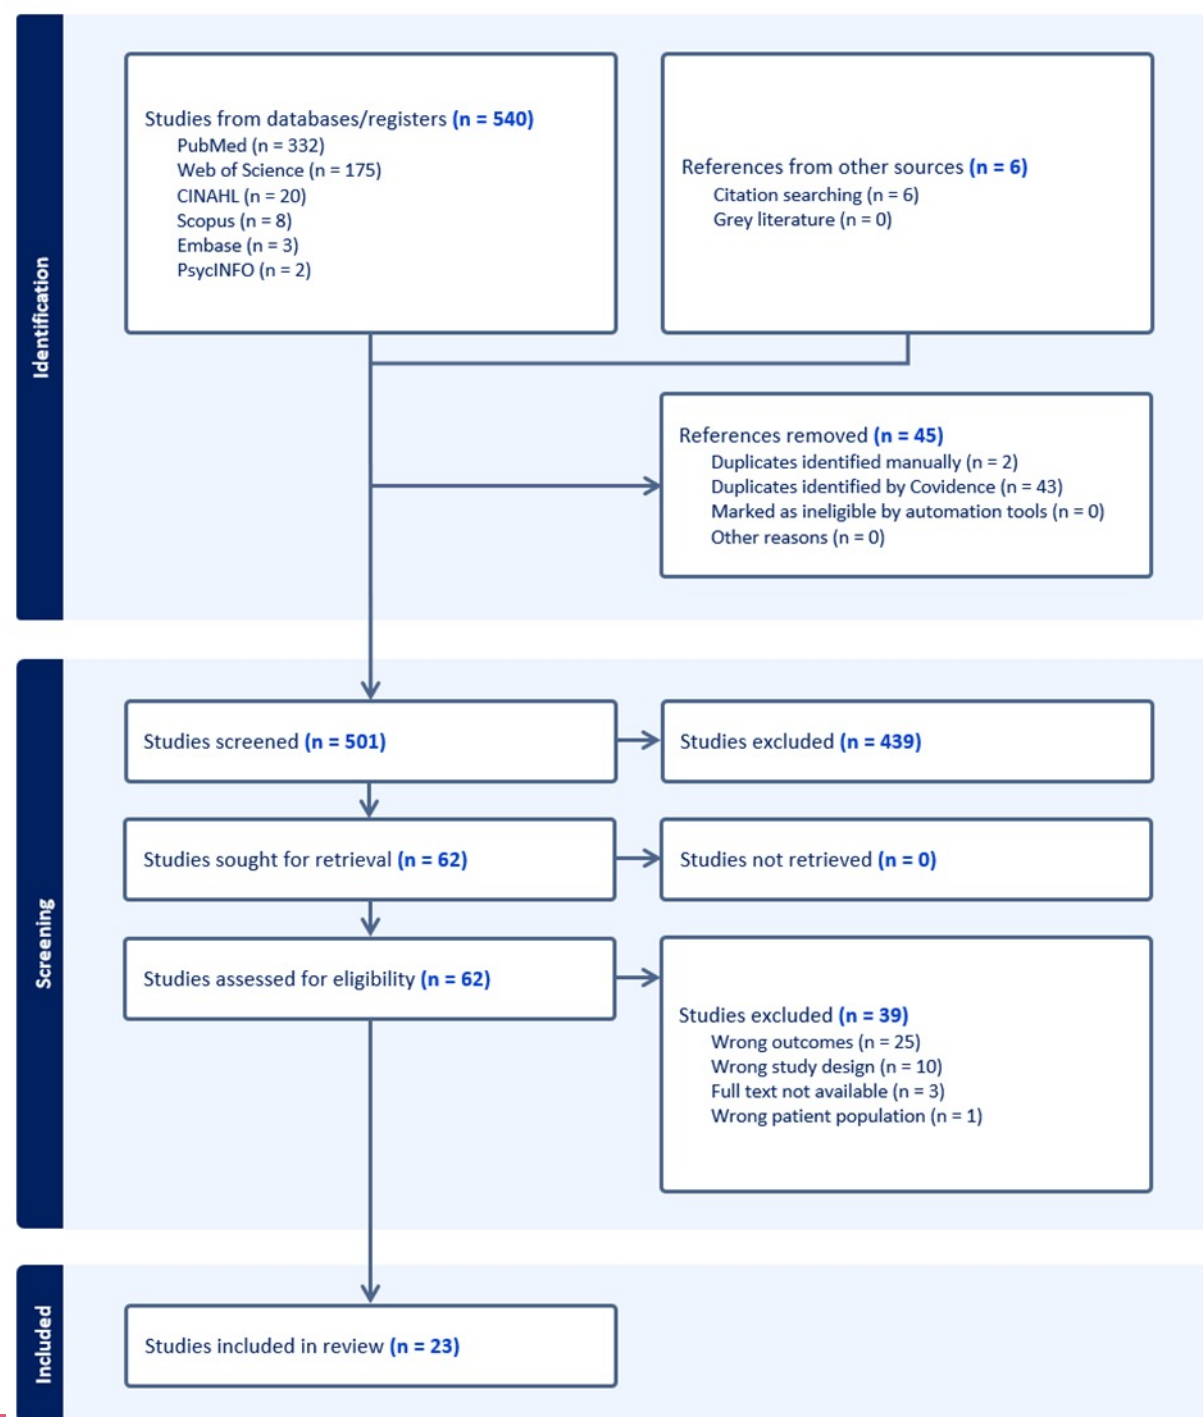 Identification
Studies from databases/registers (n = 540)
PubMed (n = 332)
Web of Science (n = 175)
CINAHL (n = 20)
Scopus (n = 8)
Embase (n = 3)
PsycINFO (n = 2)
References from other sources (n = 6)
Citation searching (n = 6)
Grey literature (n = 0)
References removed (n = 45)
Duplicates identified manually (n = 2)
Duplicates identified by Covidence (n = 43)
Marked as ineligible by automation tools (n = 0)
Other reasons (n = 0)
Screening
Studies screened (n = 501)
Studies excluded (n = 439)
Studies sought for retrieval (n = 62)
Studies not retrieved (n = 0)
Studies assessed for eligibility (n = 62)
Studies excluded (n = 39)
Wrong outcomes (n = 25)
Wrong study design (n = 10)
Full text not available (n = 3)
Wrong patient population (n = 1)
Included
Studies included in review (n = 23)